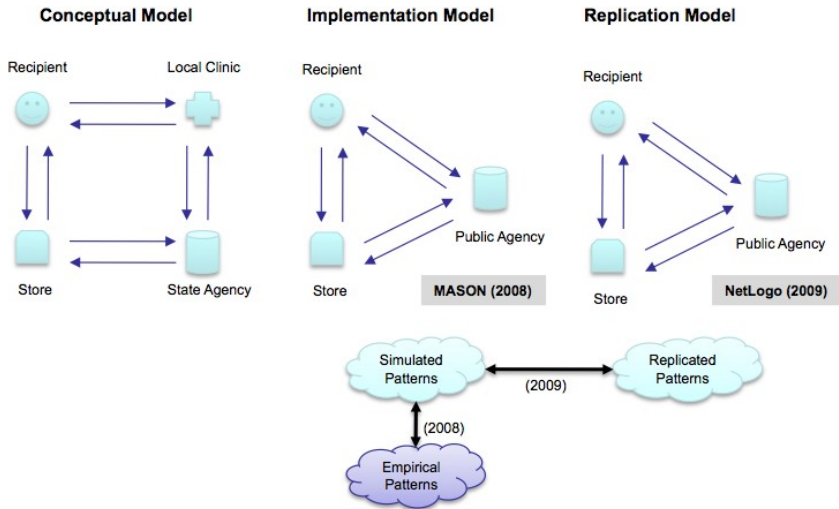 Conceptual Model
Implementation Model
Replication Model
Recipient
Local Clinic
Recipient
Recipient
Public Agency
Public Agency
Store
State Agency
Store
Store
MASON (2008)
NetLogo (2009)
Simulated
Patterns
Replicated
Patterns
(2009)
(2008)
Empirical
Patterns